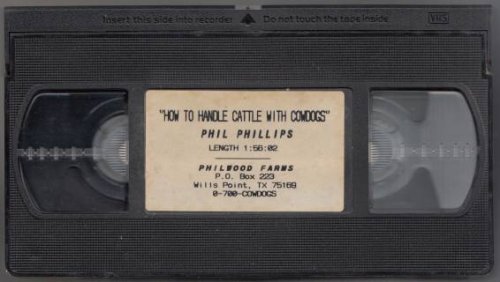 Insert this side into recorder ▲ Do not touch the tape inside
VHS
"HOW TO HANDLE CATTLE WITH COWDOGS"
PHIL PHILLIPS
LENGTH 1:56:02
PHILWOOD FARMS
P.O. Box 223
Wills Point, TX 75169
0-700-COWDOGS